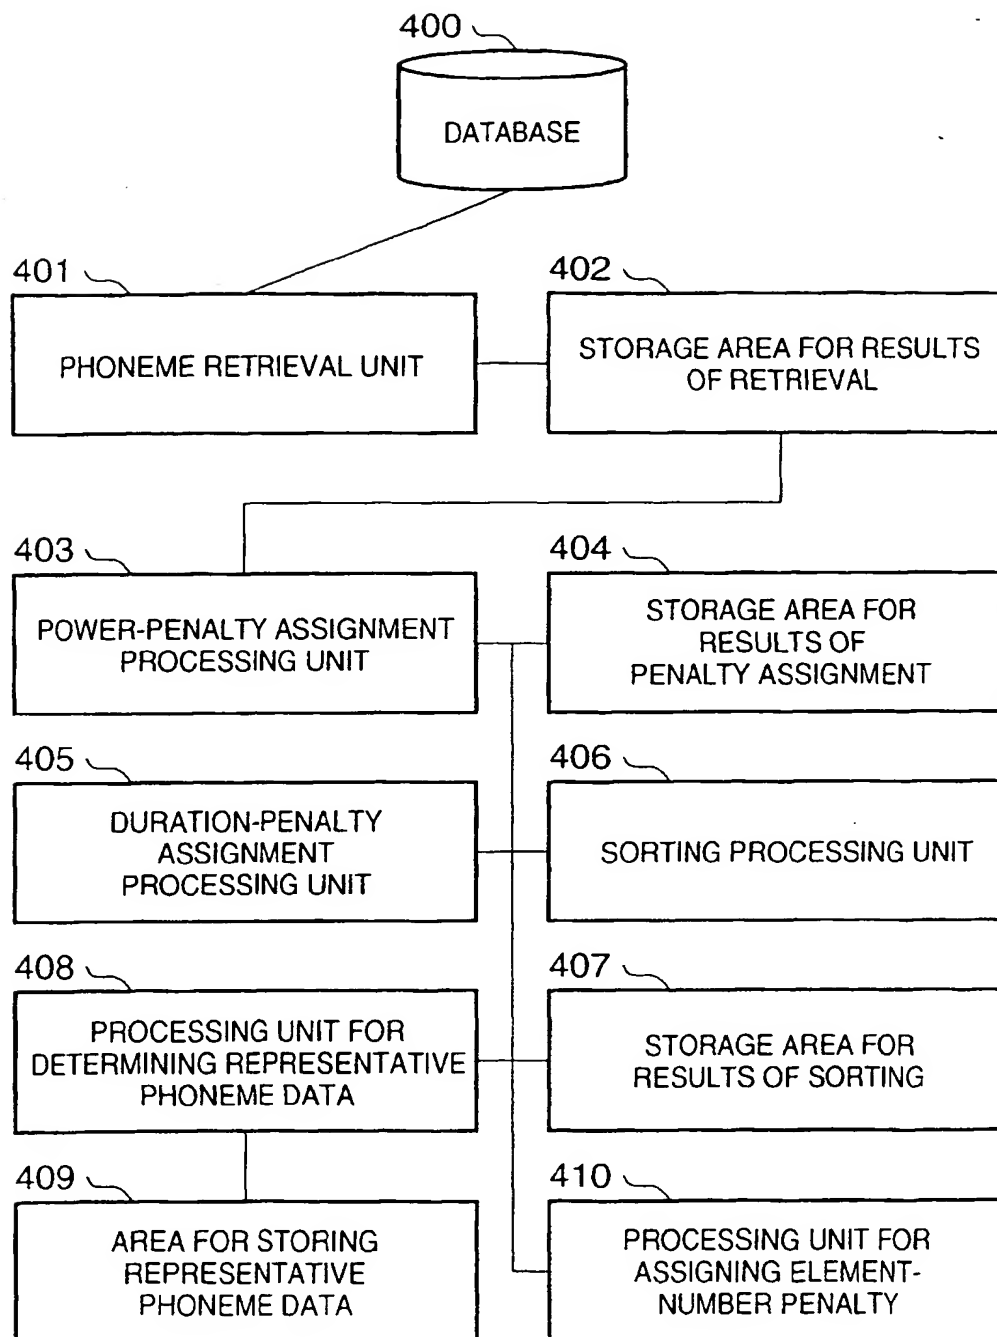 400
DATABASE
401
PHONEME RETRIEVAL UNIT
402
STORAGE AREA FOR RESULTS
OF RETRIEVAL
403
POWER-PENALTY ASSIGNMENT
PROCESSING UNIT
404
STORAGE AREA FOR
RESULTS OF
PENALTY ASSIGNMENT
405
DURATION-PENALTY
ASSIGNMENT
PROCESSING UNIT
406
SORTING PROCESSING UNIT
408
PROCESSING UNIT FOR
DETERMINING REPRESENTATIVE
PHONEME DATA
407
STORAGE AREA FOR
RESULTS OF SORTING
409
AREA FOR STORING
REPRESENTATIVE
PHONEME DATA
410
PROCESSING UNIT FOR
ASSIGNING ELEMENT-
NUMBER PENALTY